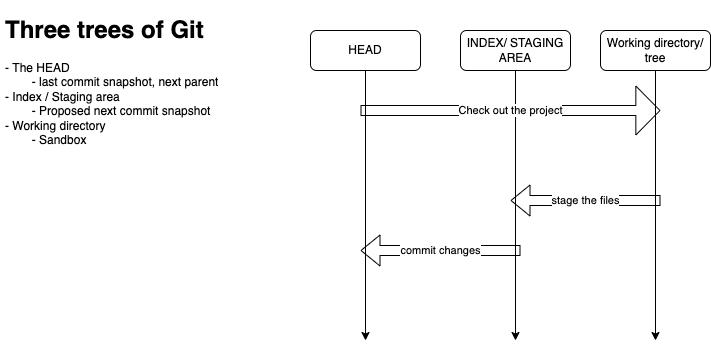 Three trees of Git
- The HEAD
- last commit snapshot, next parent
- Index / Staging area
- Proposed next commit snapshot
- Working directory
- Sandbox
HEAD
INDEX/ STAGING
AREA
Working directory/
tree
Check out the project
stage the files
commit changes